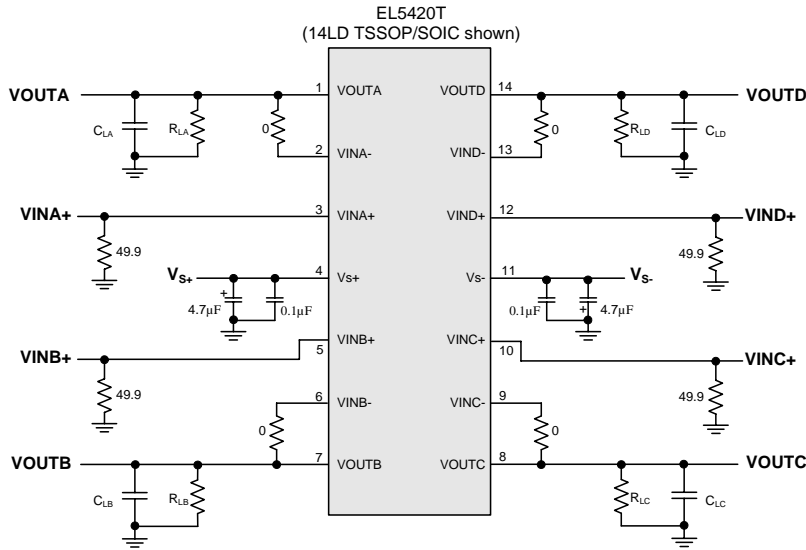 EL5420T
(14LD TSSOP/SOIC shown)
VOUTA 1 VOUTA VOUTD 14 VOUTD
CLA RLA 0 0 RLD CLD
2 VINA- VIND- 13
VINA+ 3 VINA+ VIND+ 12 VIND+
49.9 49.9
VS+ 4 Vs+ Vs- 11 VS-
+ 4.7µF 0.1µF 0.1µF + 4.7µF
VINB+ 5 VINB+ VINC+ 10 VINC+
49.9 49.9
6 VINB- VINC- 9
0 0
VOUTB 7 VOUTB VOUTC 8 VOUTC
CLB RLB RLC CLC